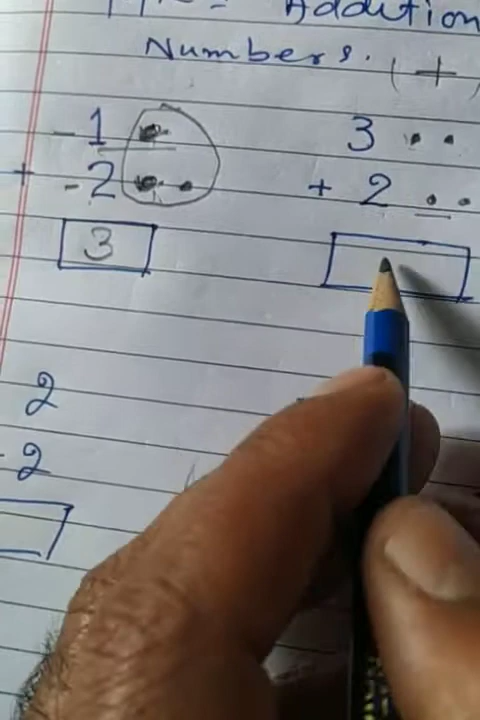 Addition
Numbers. (+)
- 1
+ - 2
3
3
+ 2
2
- 2